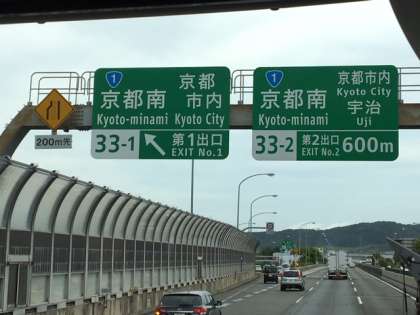 200m先
1
京都南
Kyoto-minami
京都
市内
Kyoto City
33-1
第1出口
EXIT No.1
1
京都南
Kyoto-minami
京都市内
Kyoto City
宇治
Uji
33-2
第2出口
EXIT No.2
600m